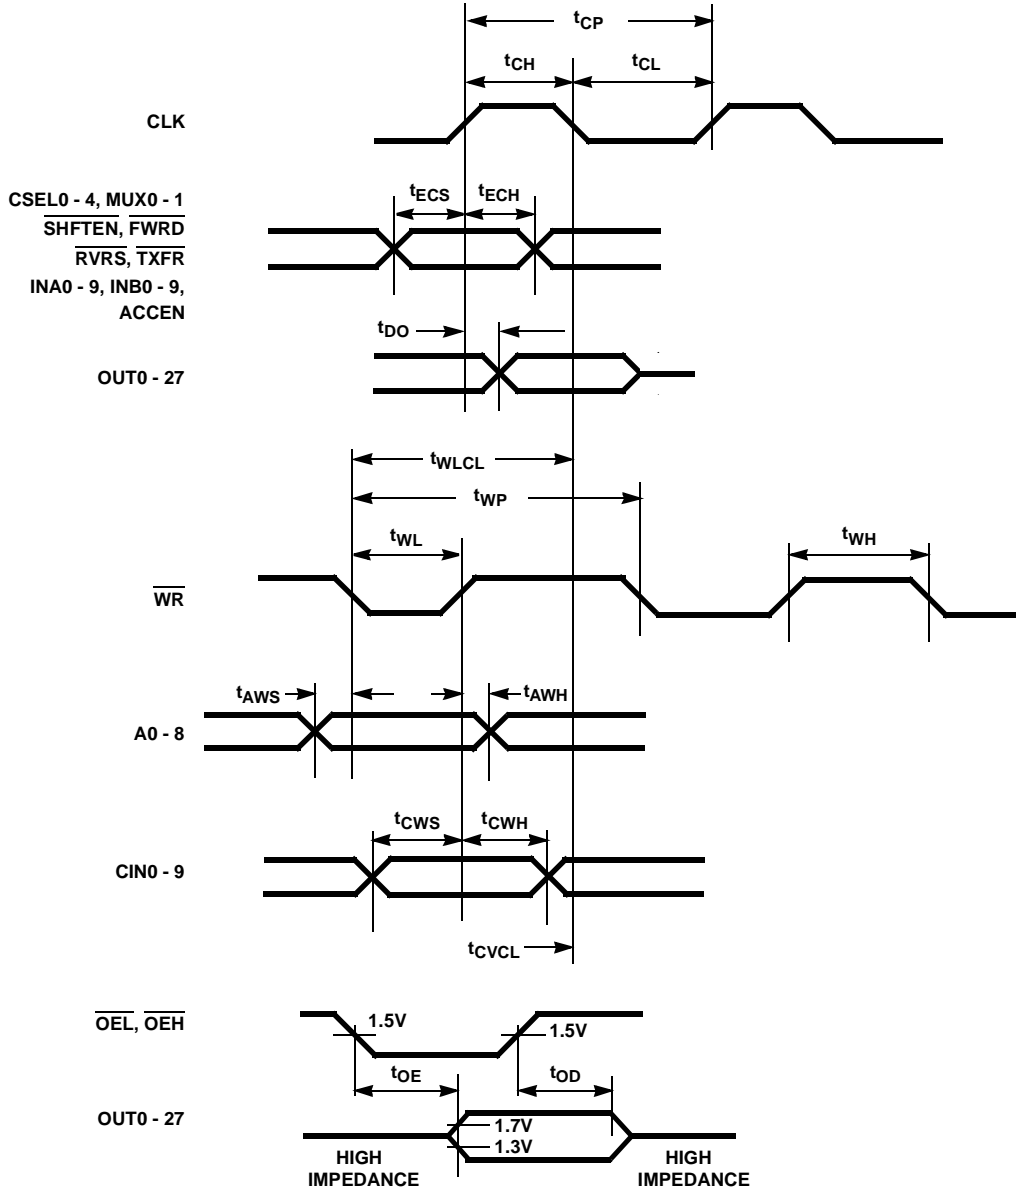 tCP
tCH
tCL
CLK
tECS
tECH
CSEL0 - 4, MUX0 - 1
SHFTEN, FWRD
RVRS, TXFR
INA0 - 9, INB0 - 9,
ACCEN
tDO
OUT0 - 27
tWLCL
tWP
tWL
tWH
WR
tAWS
tAWH
A0 - 8
tCWS
tCWH
CIN0 - 9
tCVCL
OEL, OEH
1.5V
1.5V
tOE
tOD
OUT0 - 27
1.7V
1.3V
HIGH
IMPEDANCE
HIGH
IMPEDANCE